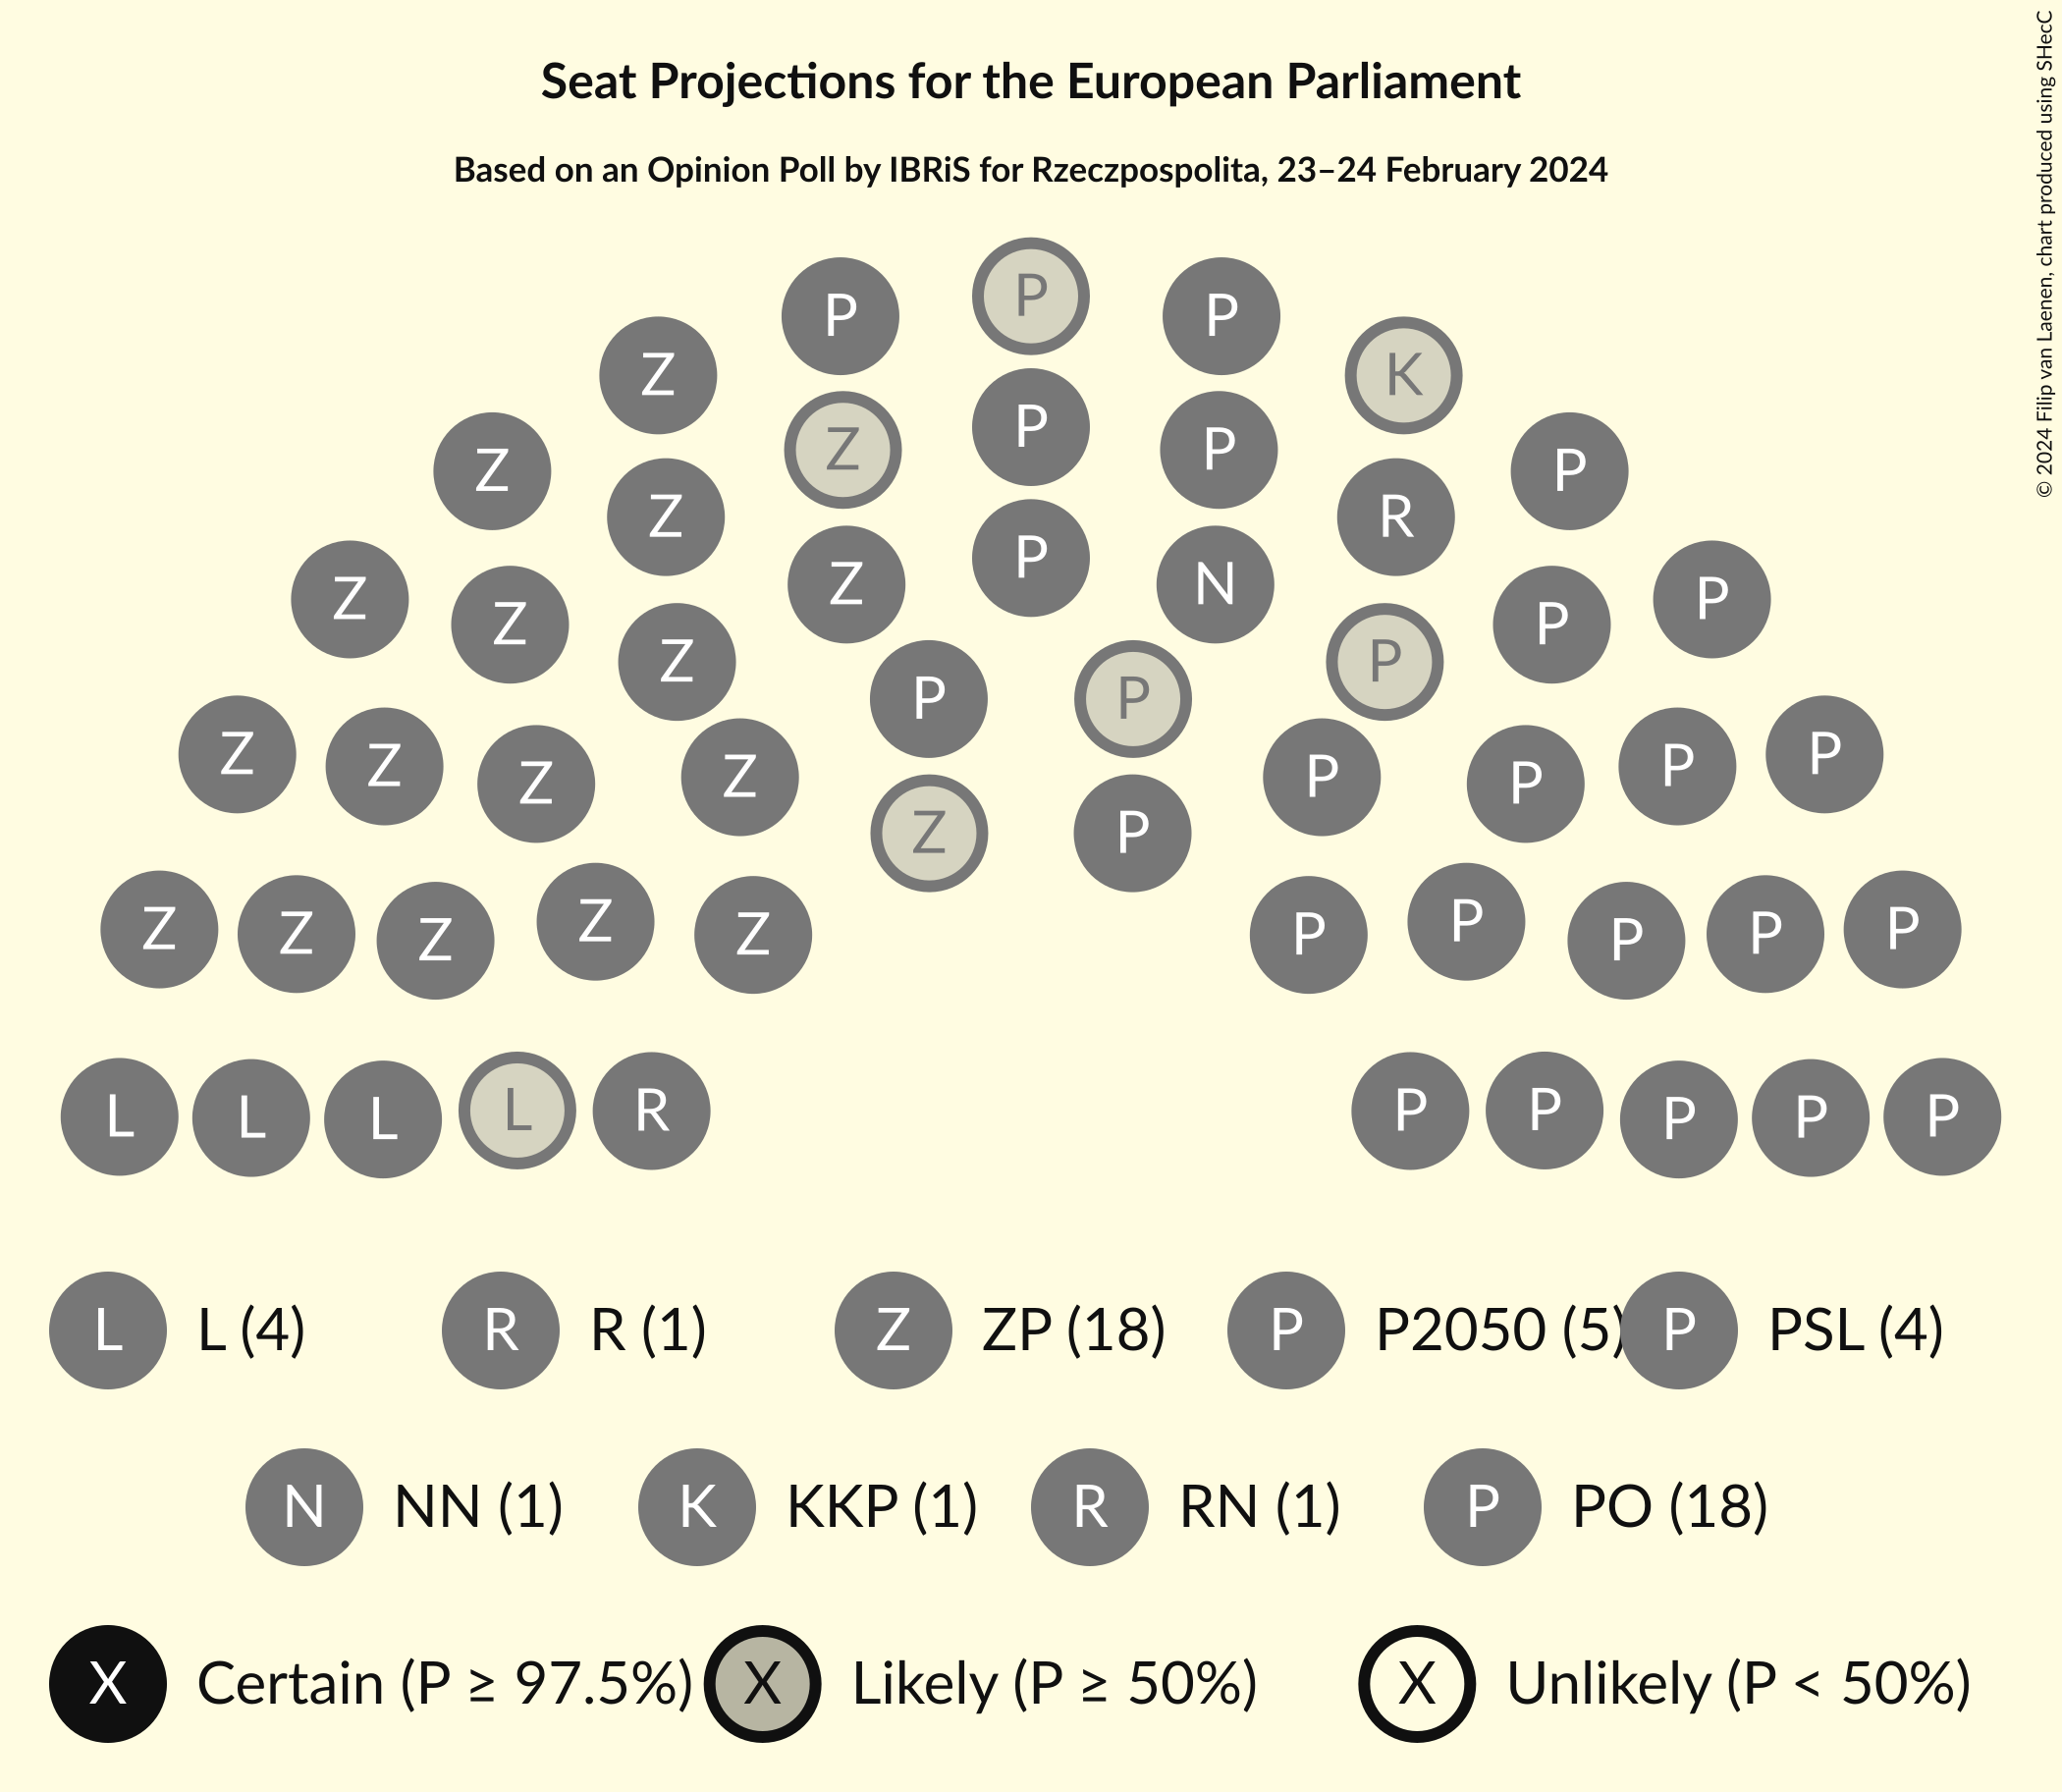 Seat Projections for the European Parliament
Based on an Opinion Poll by IBRiS for Rzeczpospolita, 23–24 February 2024
© 2024 Filip van Laenen, chart produced using SHecC
P
P P
Z K
P
Z P
Z P
Z R
P
Z N
Z P
Z P
Z P
P P
Z P
Z P
Z P
Z P
Z P
Z P
Z P
Z P
Z P
Z P
L L L L R P P P P P
L L (4) R R (1) Z ZP (18) P P2050 (5) P PSL (4)
N NN (1) K KKP (1) R RN (1) P PO (18)
X Certain (P ≥ 97.5%) X Likely (P ≥ 50%) X Unlikely (P < 50%)